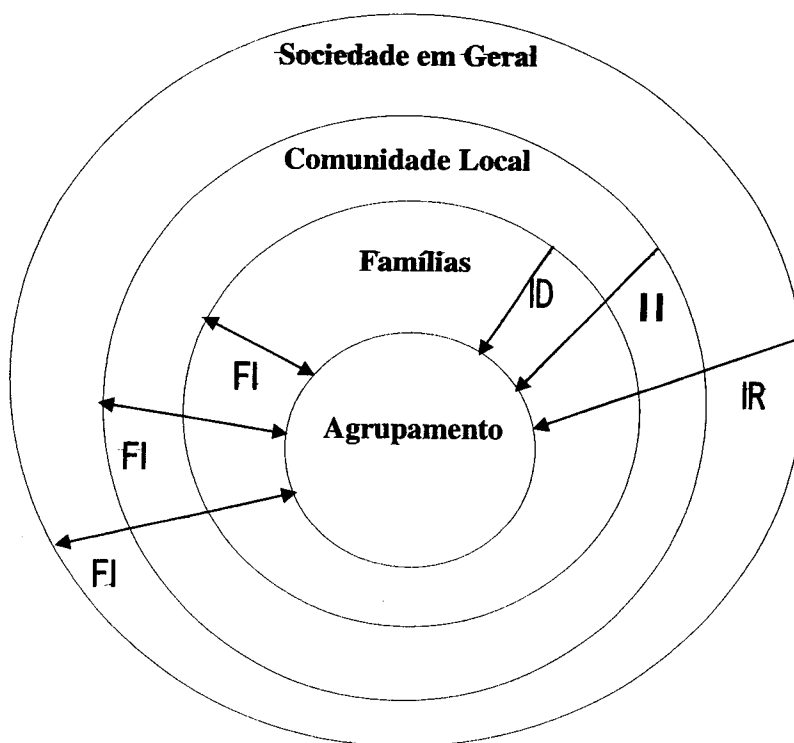 Sociedade em Geral
Comunidade Local
Famílias
ID
II
FI
IR
Agrupamento
FI
FI